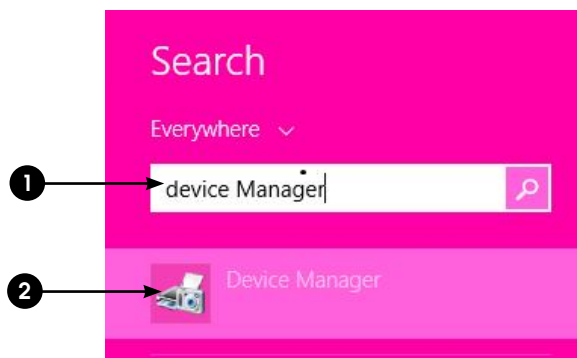 Search
Everywhere
1
device Manager
2
Device Manager